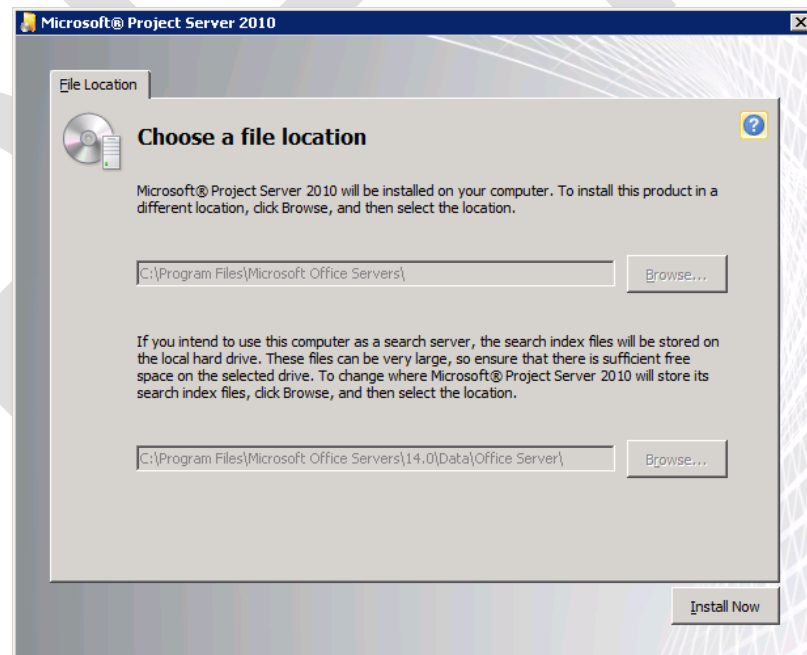 Microsoft® Project Server 2010
File Location
Choose a file location
Microsoft® Project Server 2010 will be installed on your computer. To install this product in a
different location, click Browse, and then select the location.
C:\Program Files\Microsoft Office Servers\
Browse...
If you intend to use this computer as a search server, the search index files will be stored on
the local hard drive. These files can be very large, so ensure that there is sufficient free
space on the selected drive. To change where Microsoft® Project Server 2010 will store its
search index files, click Browse, and then select the location.
C:\Program Files\Microsoft Office Servers\14.0\Data\Office Server\
Browse...
Install Now